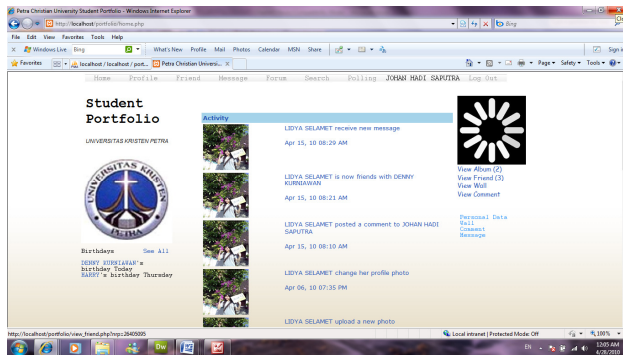 Petra Christian University Student Portfolio - Windows Internet Explorer
http://localhost/portfolio/home.php
Bing
File Edit View Favorites Tools Help
x Windows Live Bing What's New Profile Mail Photos Calendar MSN Share Sign i
Favorites localhost / localhost / port... Petra Christian Universi... x Page Safety Tools
Home Profile Friend Message Forum Search Polling JOHAN HADI SAPUTRA Log Out
Student
Portfolio
UNIVERSITAS KRISTEN PETRA
UNIVERSITAS KRISTEN
PETRA
Birthdays See All
DENNY KURNIAWAN's
birthday Today
HARRY's birthday Thursday
Activity
LIDYA SELAMET receive new message
Apr 15, 10 08:29 AM
LIDYA SELAMET is now friends with DENNY
KURNIAWAN
Apr 15, 10 08:21 AM
LIDYA SELAMET posted a comment to JOHAN HADI
SAPUTRA
Apr 15, 10 08:10 AM
LIDYA SELAMET change her profile photo
Apr 06, 10 07:35 PM
LIDYA SELAMET upload a new photo
View Album (2)
View Friend (3)
View Wall
View Comment
Personal Data
Wall
Comment
Message
http://localhost/portfolio/view_friend.php?nrp=26405095
Local intranet | Protected Mode: Off
100%
Dw
EN
12:05 AM
4/28/2010